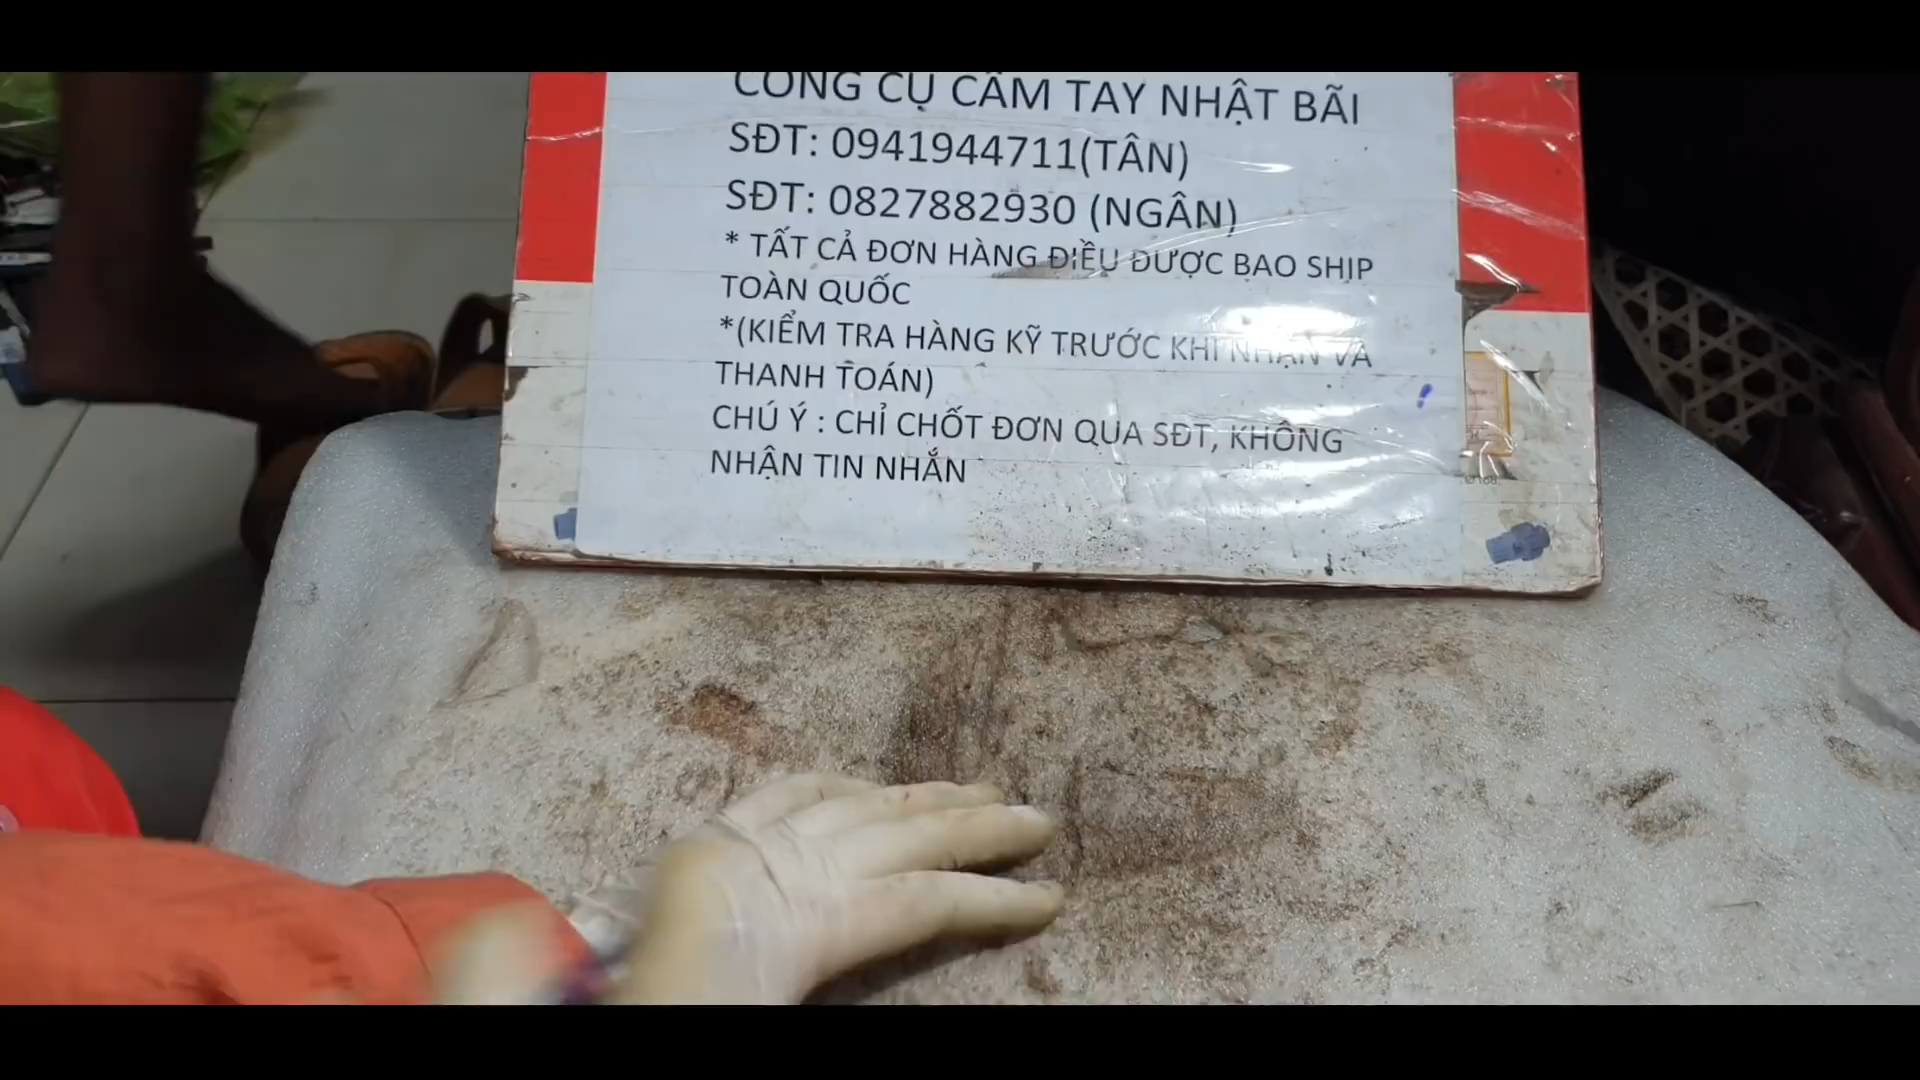 CÔNG CỤ CẦM TAY NHẬT BÃI
SĐT: 0941944711(TÂN)
SĐT: 0827882930 (NGÂN)
* TẤT CẢ ĐƠN HÀNG ĐIỀU ĐƯỢC BAO SHIP
TOÀN QUỐC
*(KIỂM TRA HÀNG KỸ TRƯỚC KHI NHẬN VÀ
THANH TOÁN)
CHÚ Ý : CHỈ CHỐT ĐƠN QUA SĐT, KHÔNG
NHẬN TIN NHẮN